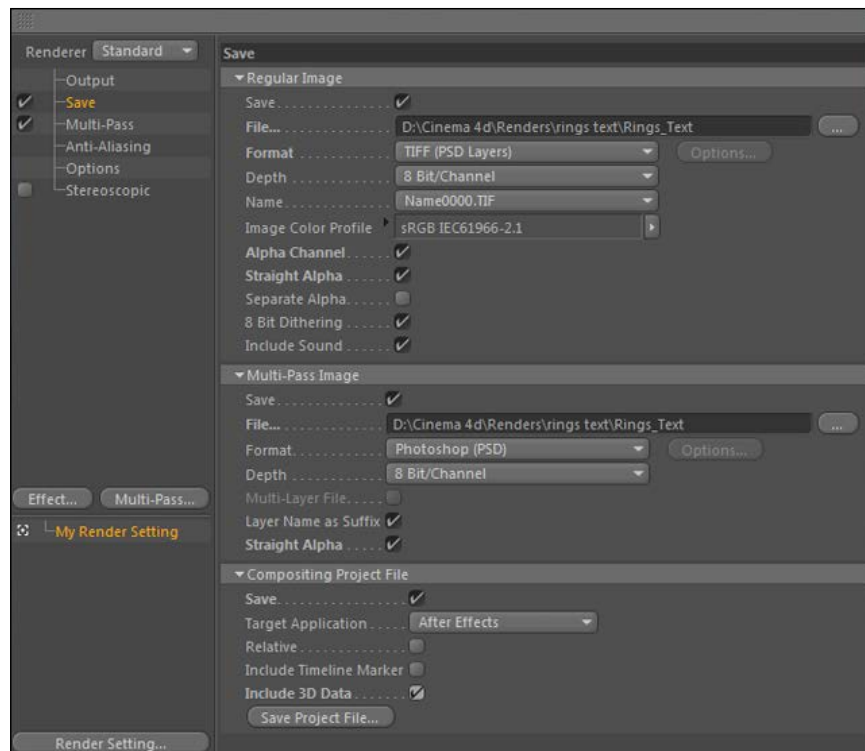 Renderer Standard
Output
Save
Multi-Pass
Anti-Aliasing
Options
Stereoscopic
Effect... Multi-Pass...
My Render Setting
Render Setting...
Save
Regular Image
Save
File... D:\Cinema 4d\Renders\rings text\Rings_Text ...
Format TIFF (PSD Layers) Options...
Depth 8 Bit/Channel
Name Name0000.TIF
Image Color Profile sRGB IEC61966-2.1
Alpha Channel
Straight Alpha
Separate Alpha
8 Bit Dithering
Include Sound
Multi-Pass Image
Save
File... D:\Cinema 4d\Renders\rings text\Rings_Text ...
Format Photoshop (PSD) Options...
Depth 8 Bit/Channel
Multi-Layer File
Layer Name as Suffix
Straight Alpha
Compositing Project File
Save
Target Application After Effects
Relative
Include Timeline Marker
Include 3D Data
Save Project File...